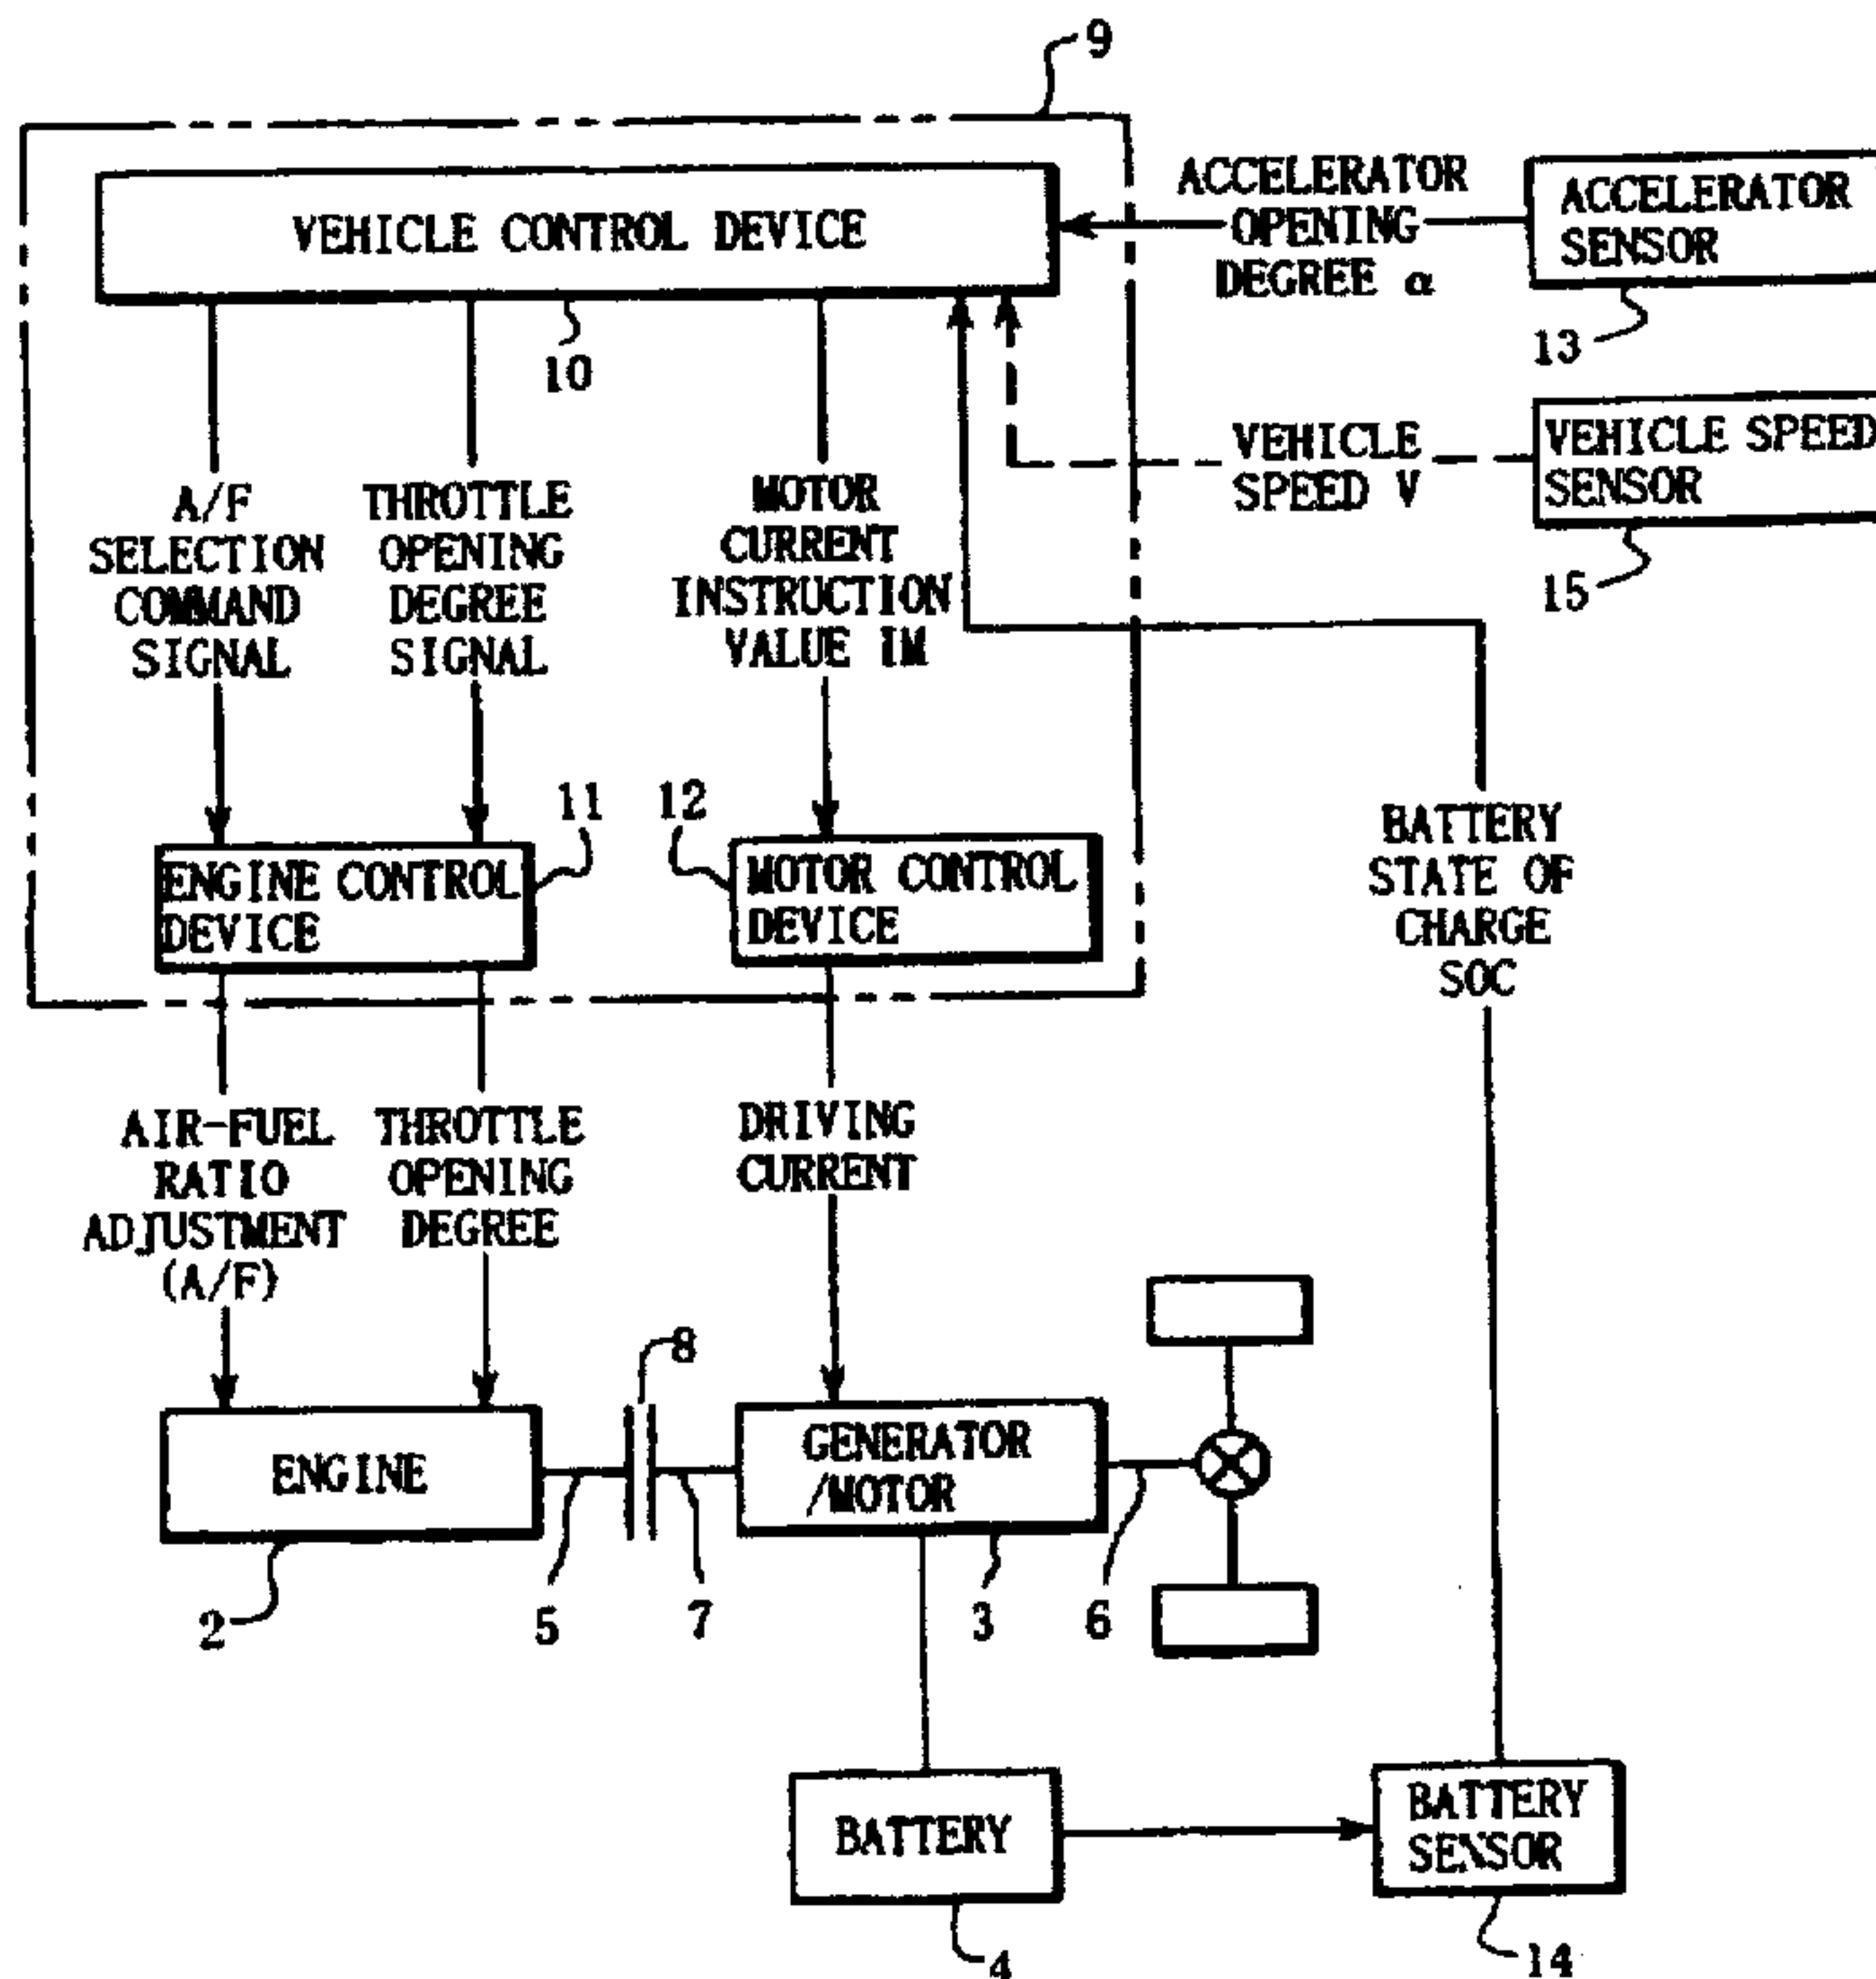 9
VEHICLE CONTROL DEVICE
ACCELERATOR
OPENING
DEGREE α
ACCELERATOR
SENSOR
10
13
VEHICLE
SPEED V
VEHICLE SPEED
SENSOR
15
A/F
SELECTION
COMMAND
SIGNAL
THROTTLE
OPENING
DEGREE
SIGNAL
MOTOR
CURRENT
INSTRUCTION
VALUE IM
11
12
ENGINE CONTROL
DEVICE
MOTOR CONTROL
DEVICE
BATTERY
STATE OF
CHARGE
SOC
AIR-FUEL
RATIO
ADJUSTMENT
(A/F)
THROTTLE
OPENING
DEGREE
DRIVING
CURRENT
8
ENGINE
GENERATOR
/MOTOR
2
5
7
3
6
BATTERY
BATTERY
SENSOR
4
14